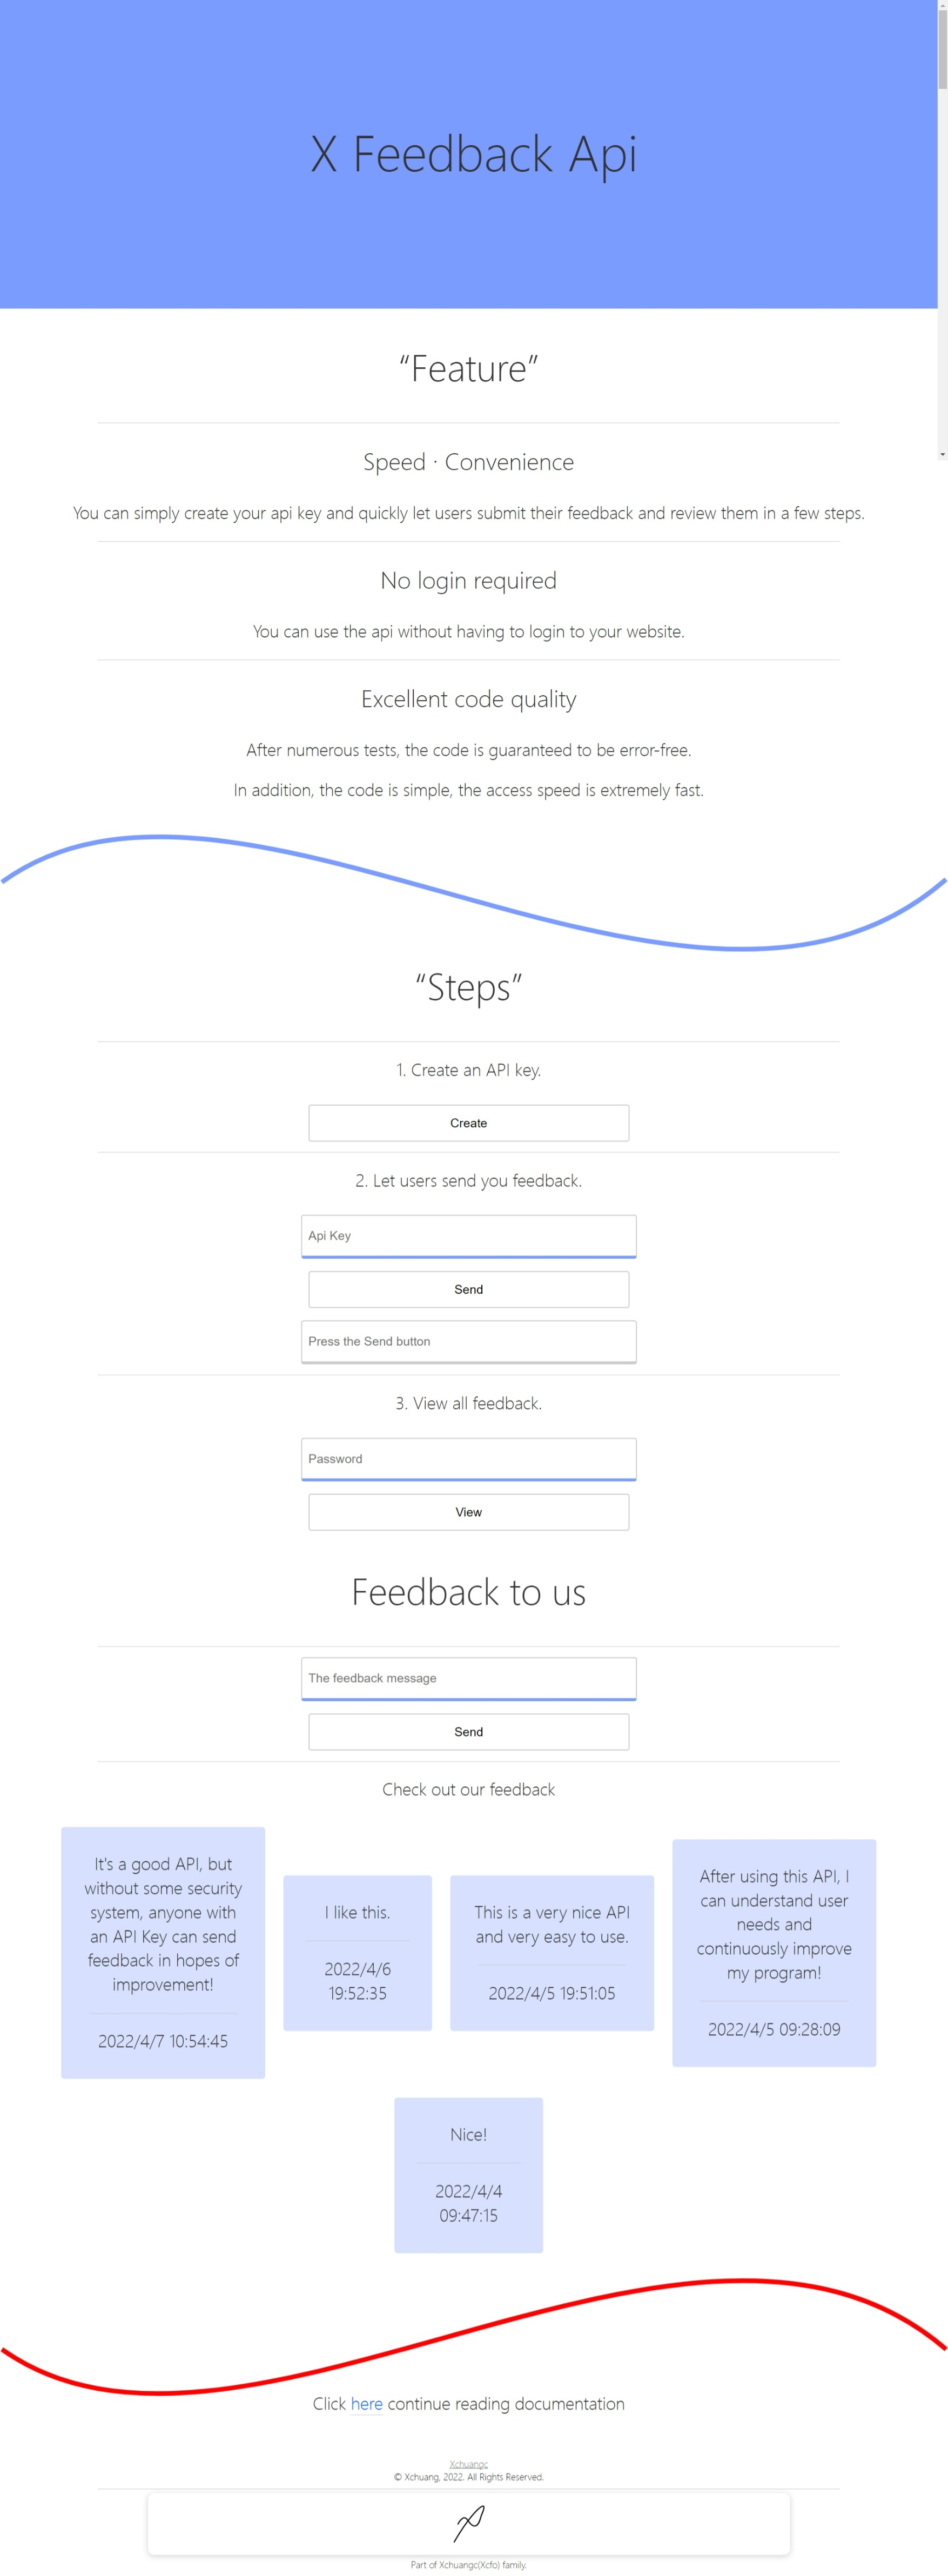 X Feedback Api
“Feature”
Speed · Convenience
You can simply create your api key and quickly let users submit their feedback and review them in a few steps.
No login required
You can use the api without having to login to your website.
Excellent code quality
After numerous tests, the code is guaranteed to be error-free.
In addition, the code is simple, the access speed is extremely fast.
“Steps”
1. Create an API key.
Create
2. Let users send you feedback.
Api Key
Send
Press the Send button
3. View all feedback.
Password
View
Feedback to us
The feedback message
Send
Check out our feedback
It's a good API, but
without some security
system, anyone with
an API Key can send
feedback in hopes of
improvement!
2022/4/7 10:54:45
I like this.
2022/4/6
19:52:35
This is a very nice API
and very easy to use.
2022/4/5 19:51:05
After using this API, I
can understand user
needs and
continuously improve
my program!
2022/4/5 09:28:09
Nice!
2022/4/4
09:47:15
Click here continue reading documentation
Xchuangc
© Xchuang, 2022. All Rights Reserved.
Part of Xchuangc(Xcfo) family.